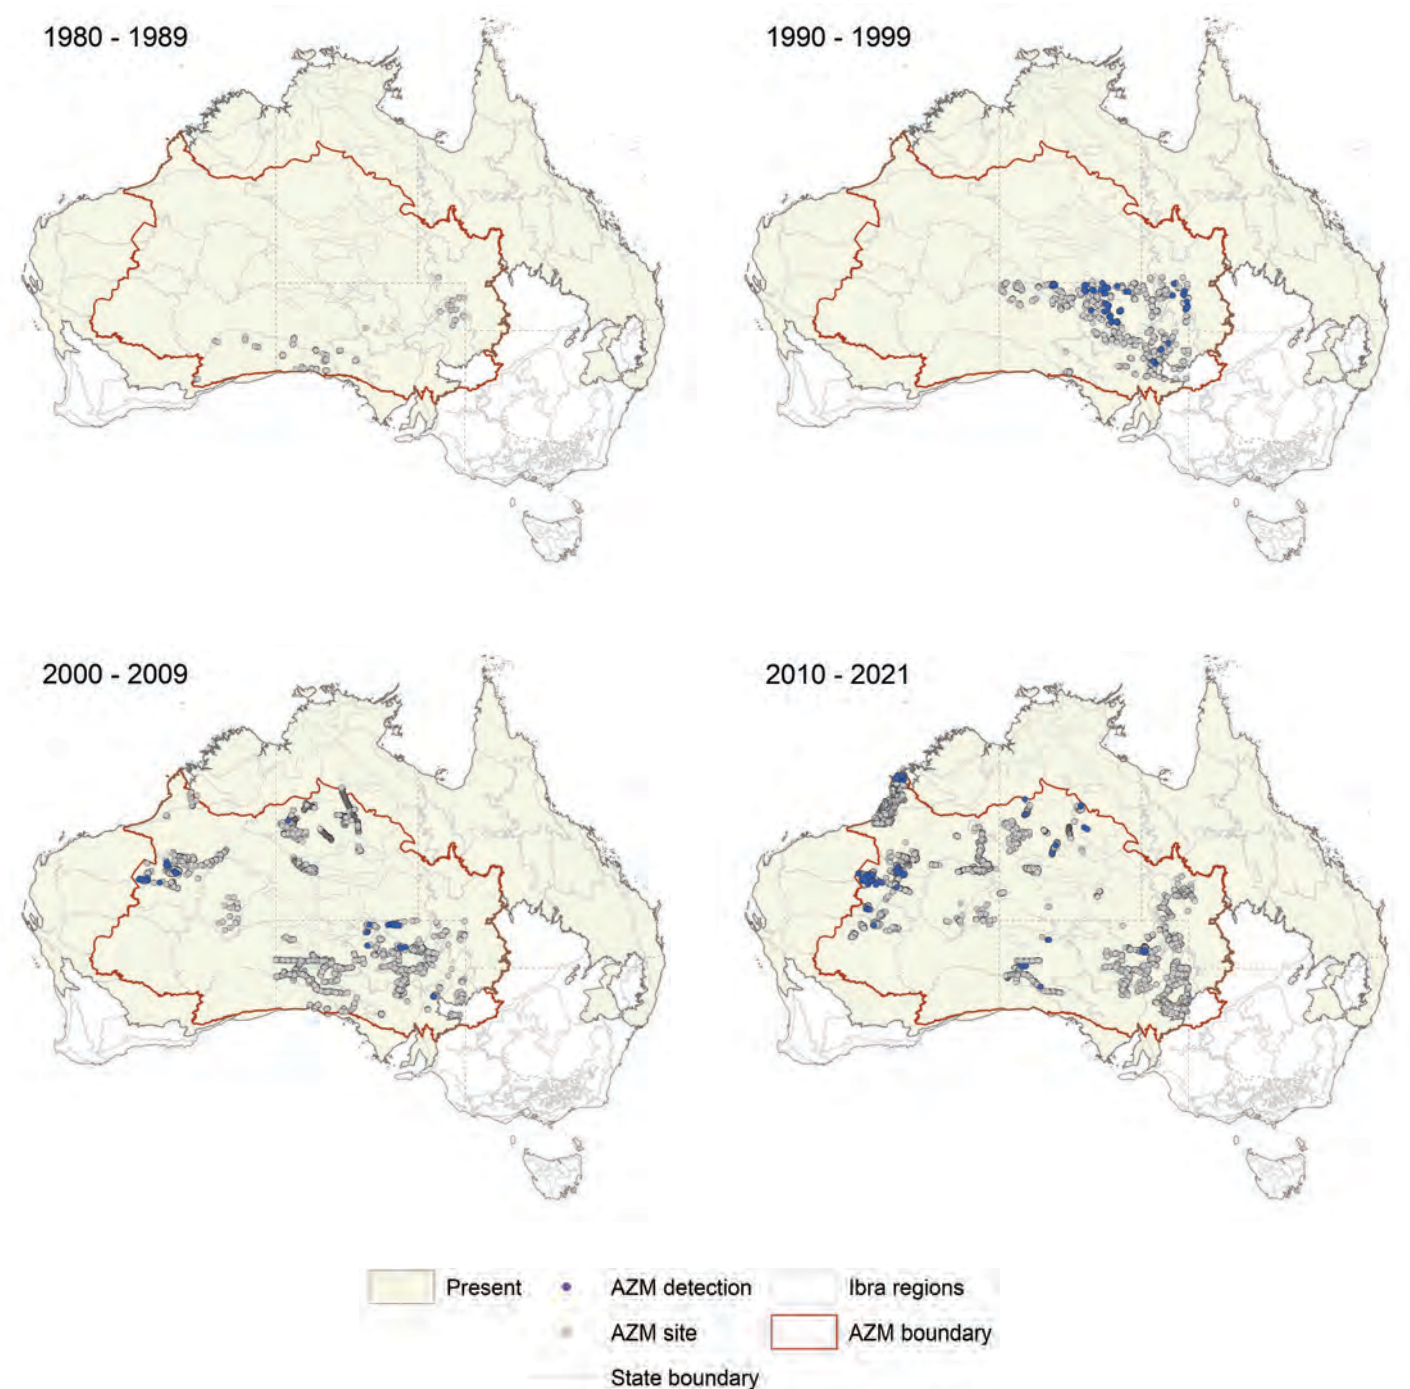 1980 - 1989
1990 - 1999
2000 - 2009
2010 - 2021
Present
AZM detection
Ibra regions
AZM site
AZM boundary
State boundary